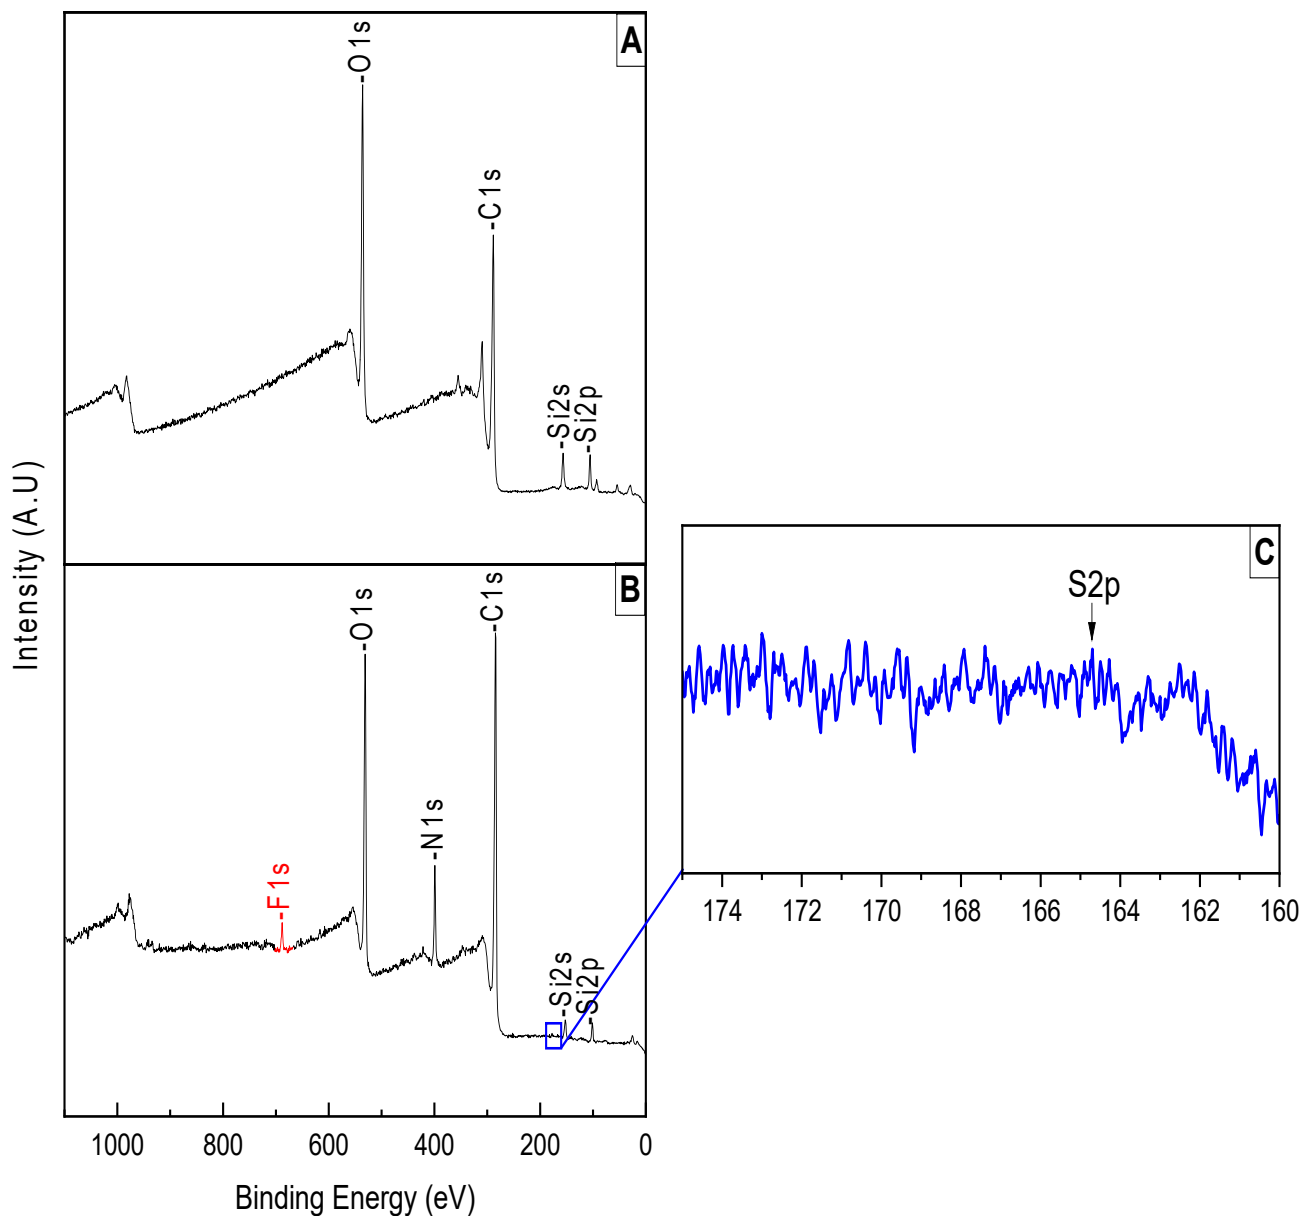 A
O1s
C1s
Si2s
Si2p
Intensity (A.U)
B
O1s
C1s
N1s
F1s
Si2s
Si2p
1000 800 600 400 200 0
Binding Energy (eV)
C
S2p
174 172 170 168 166 164 162 160